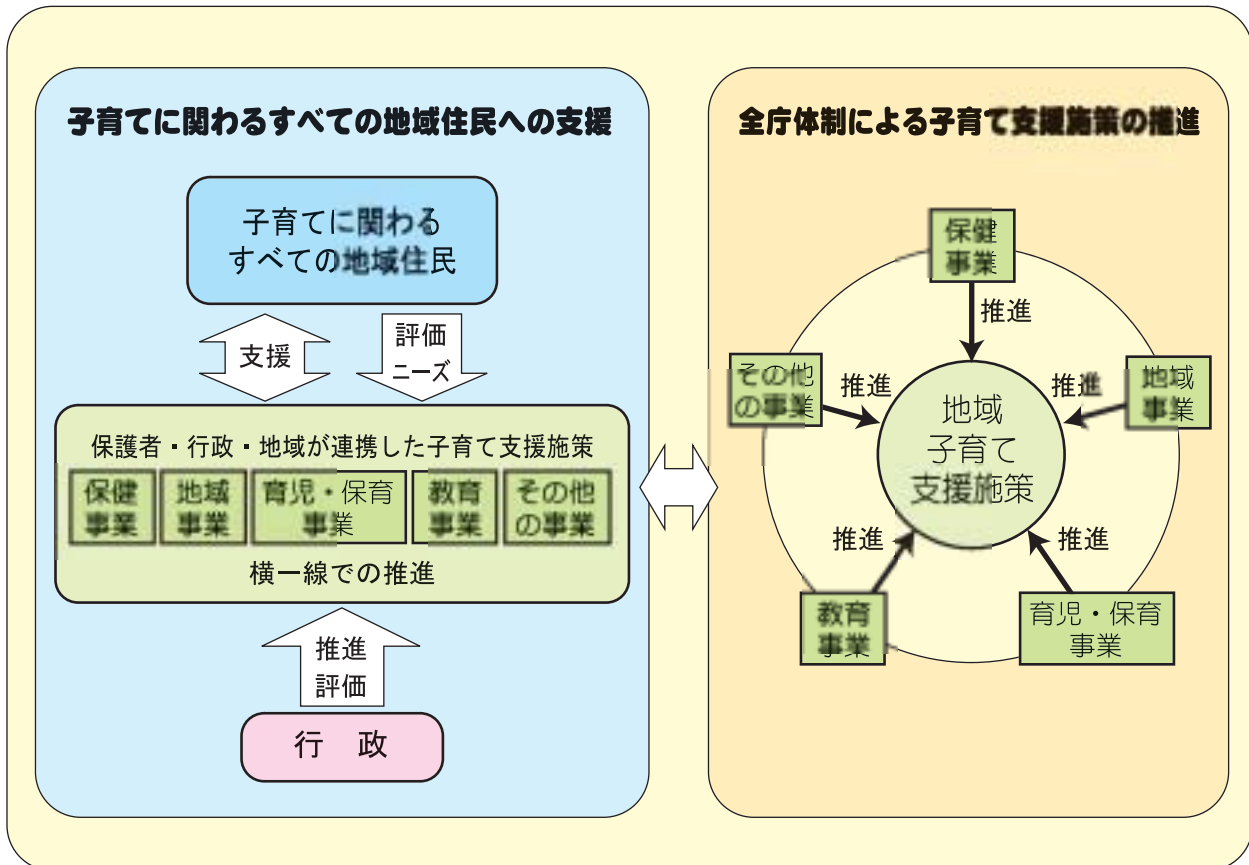 子育てに関わるすべての地域住民への支援
子育てに関わる
すべての地域住民
支援
評価
ニーズ
保護者・行政・地域が連携した子育て支援施策
保健
事業
地域
事業
育児・保育
事業
教育
事業
その他
の事業
横一線での推進
推進
評価
行　政
全庁体制による子育て支援施策の推進
保健
事業
推進
その他
の事業
推進
推進
地域
事業
地域
子育て
支援施策
推進
推進
教育
事業
育児・保育
事業